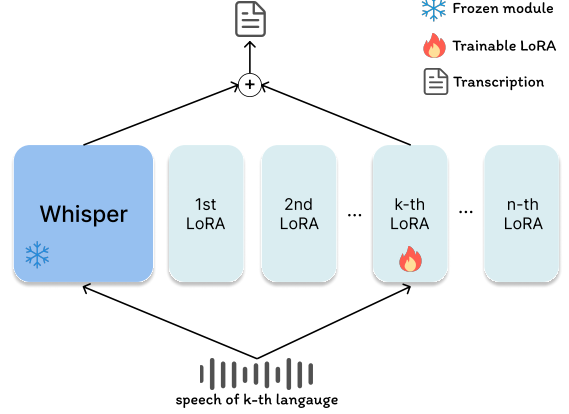 Frozen module
Trainable LoRA
Transcription
+
Whisper
1st
LoRA
2nd
LoRA
...
k-th
LoRA
...
n-th
LoRA
speech of k-th langauge